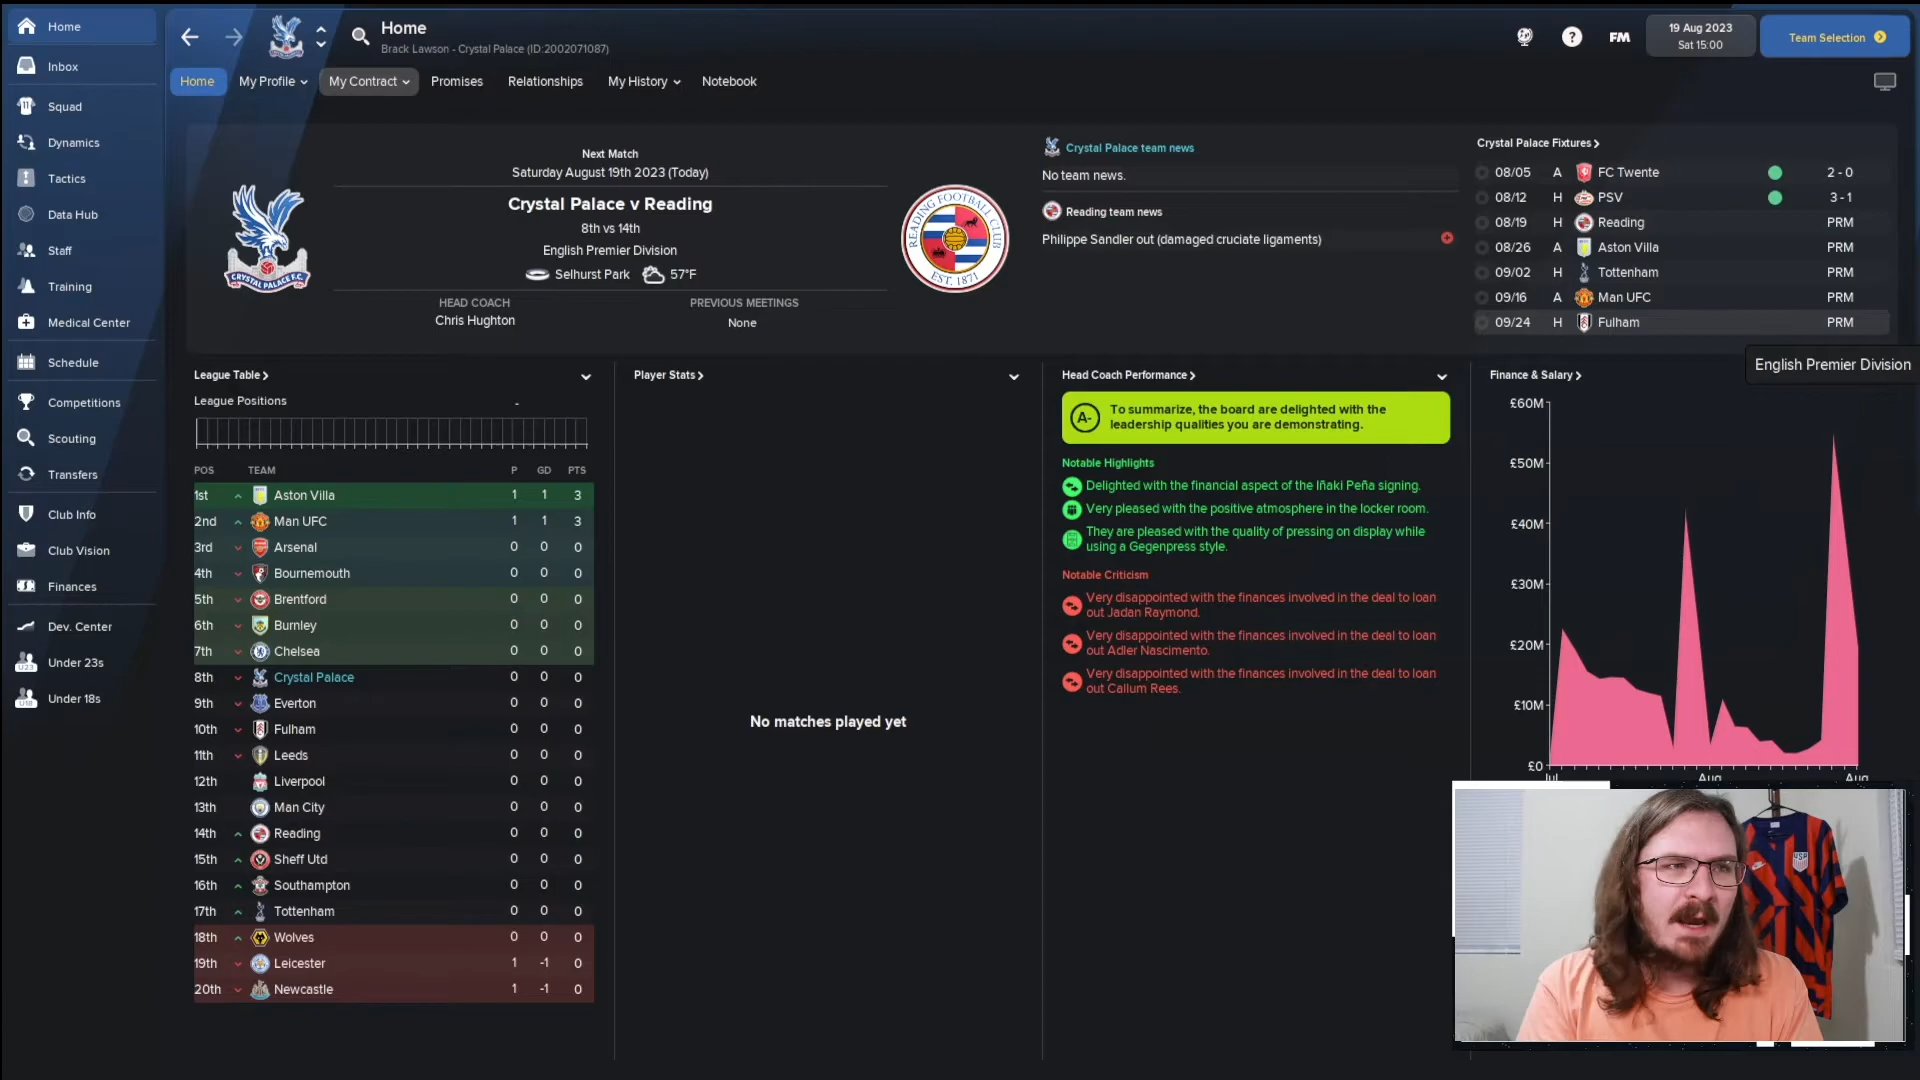 Home
Inbox
Squad
Dynamics
Tactics
Data Hub
Staff
Training
Medical Center
Schedule
Competitions
Scouting
Transfers
Club Info
Club Vision
Finances
Dev. Center
U23 Under 23s
U18 Under 18s
Home
Brack Lawson - Crystal Palace (ID:2002071087)
?
FM
19 Aug 2023
Sat 15:00
Team Selection
Home My Profile My Contract Promises Relationships My History Notebook
CRYSTAL PALACE F.C.
Next Match
Saturday August 19th 2023 (Today)
Crystal Palace v Reading
8th vs 14th
English Premier Division
Selhurst Park 57°F
HEAD COACH
Chris Hughton
PREVIOUS MEETINGS
None
READING FOOTBALL CLUB
EST. 1871
Crystal Palace team news
No team news.
Reading team news
Philippe Sandler out (damaged cruciate ligaments)
Crystal Palace Fixtures
08/05 A FC Twente 2 - 0
08/12 H PSV 3 - 1
08/19 H Reading PRM
08/26 A Aston Villa PRM
09/02 H Tottenham PRM
09/16 A Man UFC PRM
09/24 H Fulham PRM
English Premier Division
League Table
League Positions -
POS TEAM P GD PTS
1st Aston Villa 1 1 3
2nd Man UFC 1 1 3
3rd Arsenal 0 0 0
4th Bournemouth 0 0 0
5th Brentford 0 0 0
6th Burnley 0 0 0
7th Chelsea 0 0 0
8th Crystal Palace 0 0 0
9th Everton 0 0 0
10th Fulham 0 0 0
11th Leeds 0 0 0
12th Liverpool 0 0 0
13th Man City 0 0 0
14th Reading 0 0 0
15th Sheff Utd 0 0 0
16th Southampton 0 0 0
17th Tottenham 0 0 0
18th Wolves 0 0 0
19th Leicester 1 -1 0
20th Newcastle 1 -1 0
Player Stats
No matches played yet
Head Coach Performance
A-
To summarize, the board are delighted with the
leadership qualities you are demonstrating.
Notable Highlights
Delighted with the financial aspect of the Iñaki Peña signing.
Very pleased with the positive atmosphere in the locker room.
They are pleased with the quality of pressing on display while
using a Gegenpress style.
Notable Criticism
Very disappointed with the finances involved in the deal to loan
out Jadan Raymond.
Very disappointed with the finances involved in the deal to loan
out Adler Nascimento.
Very disappointed with the finances involved in the deal to loan
out Callum Rees.
Finance & Salary
£60M
£50M
£40M
£30M
£20M
£10M
£0
Jul Aug Aug